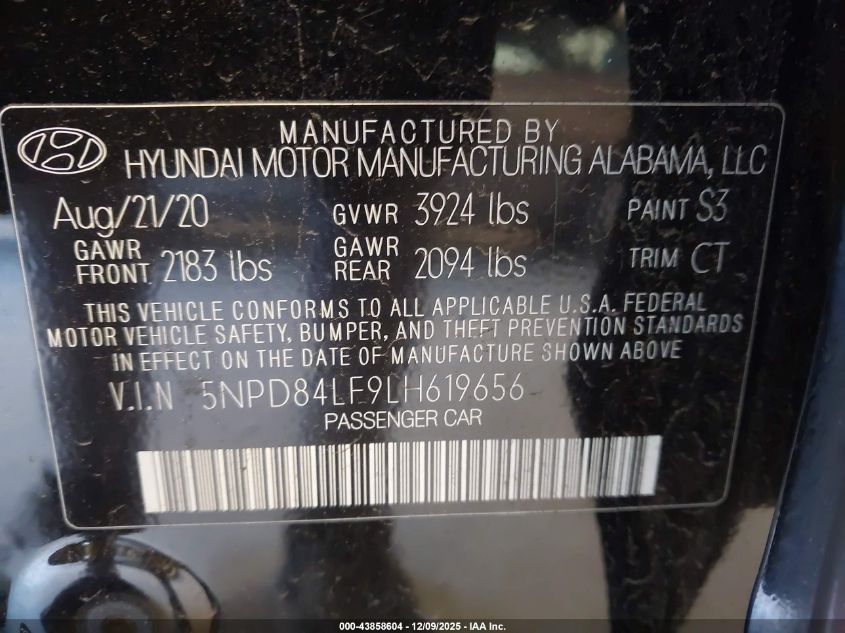 MANUFACTURED BY
HYUNDAI MOTOR MANUFACTURING ALABAMA, LLC
Aug/21/20 GVWR 3924 lbs PAINT S3
GAWR FRONT 2183 lbs GAWR REAR 2094 lbs TRIM CT
THIS VEHICLE CONFORMS TO ALL APPLICABLE U.S.A. FEDERAL
MOTOR VEHICLE SAFETY, BUMPER, AND THEFT PREVENTION STANDARDS
IN EFFECT ON THE DATE OF MANUFACTURE SHOWN ABOVE.
V.I.N 5NPD84LF9LH619656
PASSENGER CAR
000-43858604 - 12/09/2025 - IAA Inc.